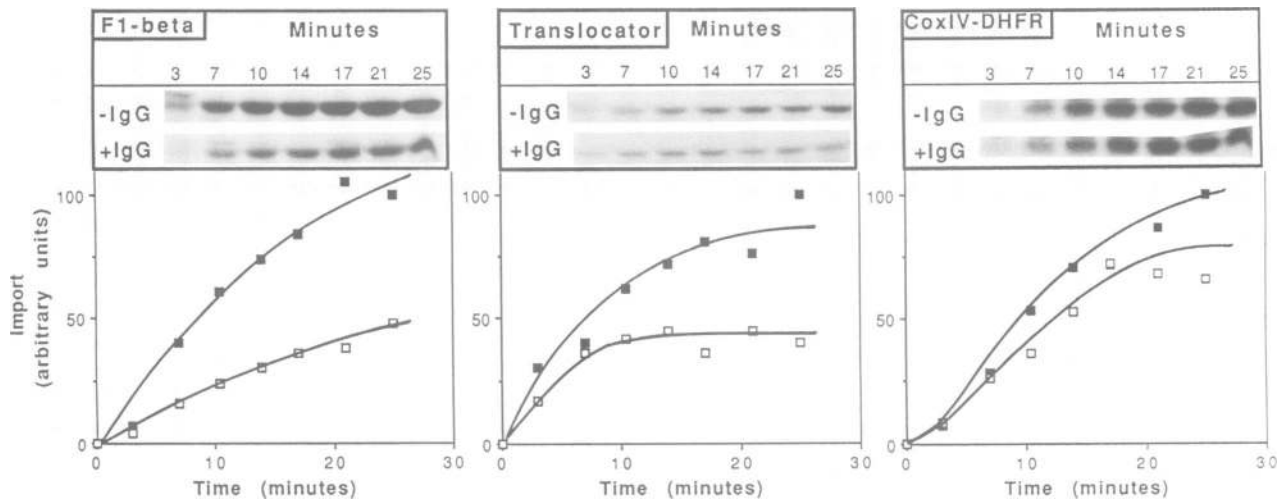 F1-beta Minutes
3 7 10 14 17 21 25
-IgG
+IgG
Translocator Minutes
3 7 10 14 17 21 25
-IgG
+IgG
CoxIV-DHFR
Minutes
3 7 10 14 17 21 25
-IgG
+IgG
Import
(arbitrary units)
100
50
0
0 10 20 30
Time (minutes)
100
50
0
0 10 20 30
Time (minutes)
100
50
0
0 10 20 30
Time (minutes)